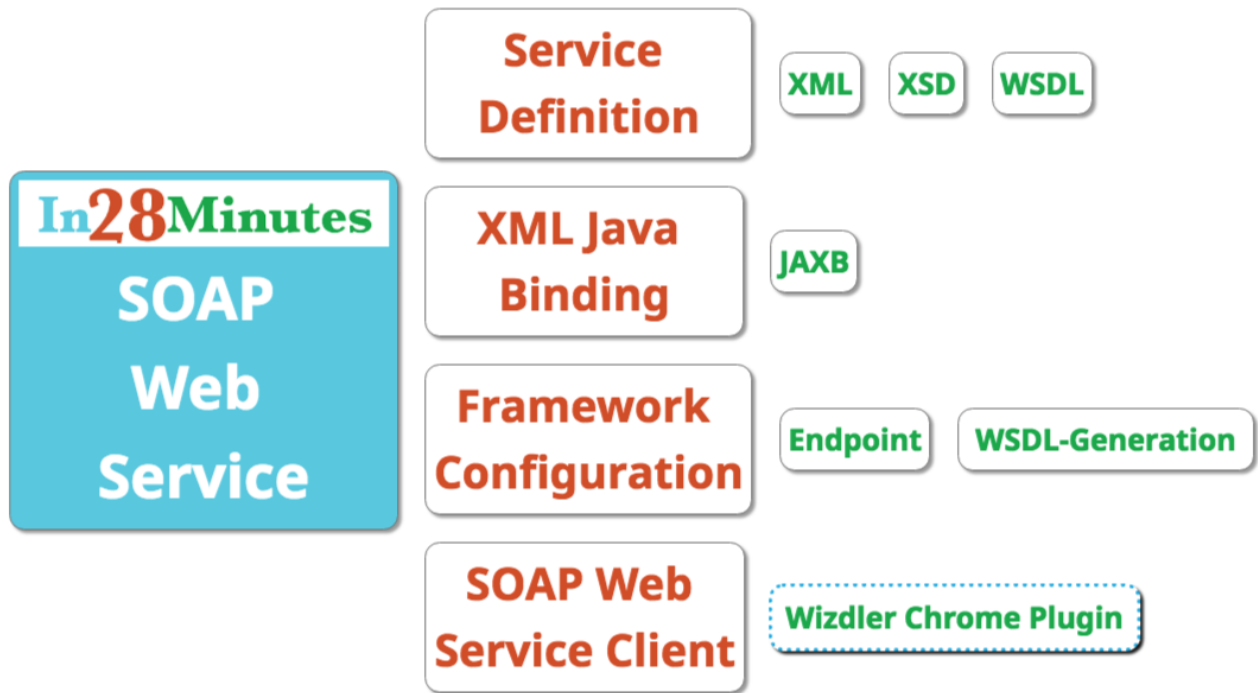 In28Minutes
SOAP
Web
Service
Service
Definition
XML
XSD
WSDL
XML Java
Binding
JAXB
Framework
Configuration
Endpoint
WSDL-Generation
SOAP Web
Service Client
Wizdler Chrome Plugin